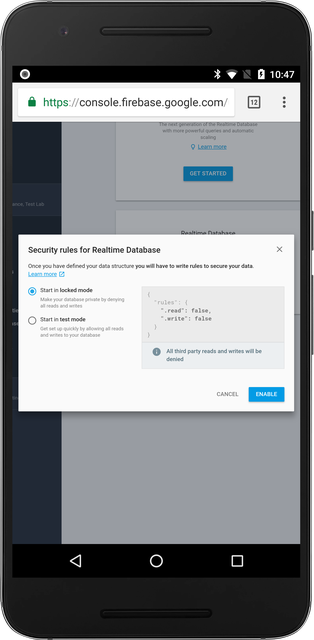 10:47
https://console.firebase.google.com/
12
The next generation of the Realtime Database
with more powerful queries and automatic
scaling
Learn more
GET STARTED
ance, Test Lab
Realtime Database
Security rules for Realtime Database
Once you have defined your data structure you will have to write rules to secure your data.
Learn more
Start in locked mode
Make your database private by denying
all reads and writes
Start in test mode
Get set up quickly by allowing all reads
and writes to your database
{
"rules": {
".read": false,
".write": false
}
}
All third party reads and writes will be
denied
CANCEL
ENABLE